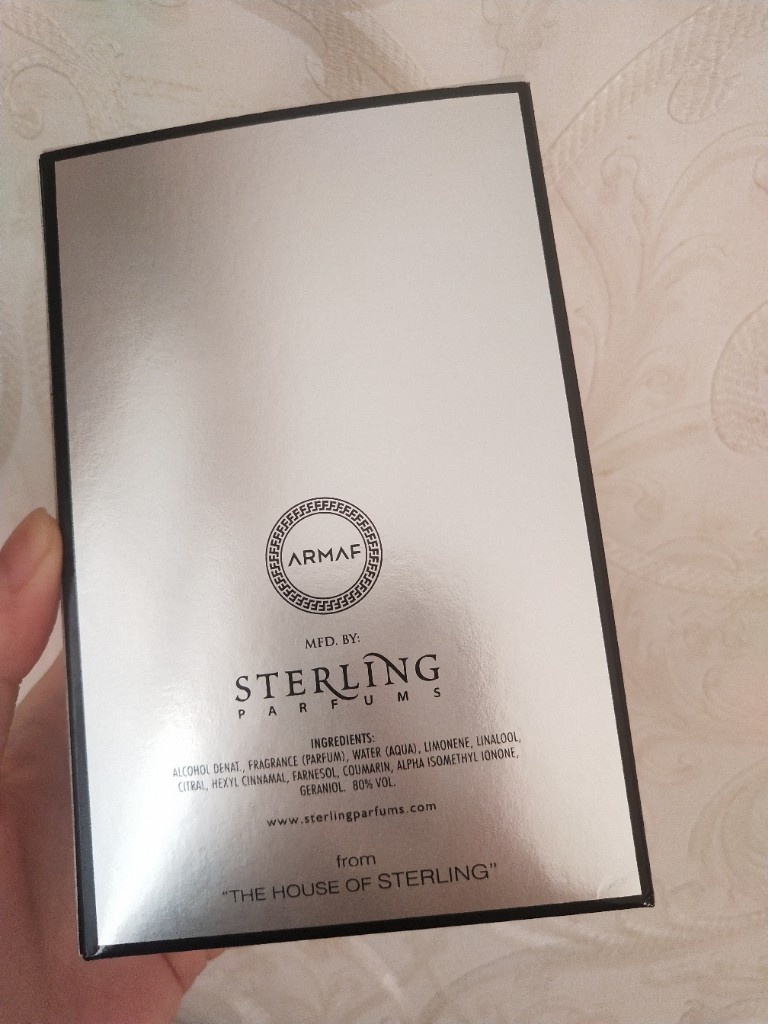 ARMAF
MFD. BY:
STERLING
PARFUMS
INGREDIENTS:
ALCOHOL DENAT., FRAGRANCE (PARFUM), WATER (AQUA), LIMONENE, LINALOOL,
CITRAL, HEXYL CINNAMAL, FARNESOL, COUMARIN, ALPHA ISOMETHYL IONONE,
GERANIOL. 80% VOL.
www.sterlingparfums.com
from
"THE HOUSE OF STERLING"